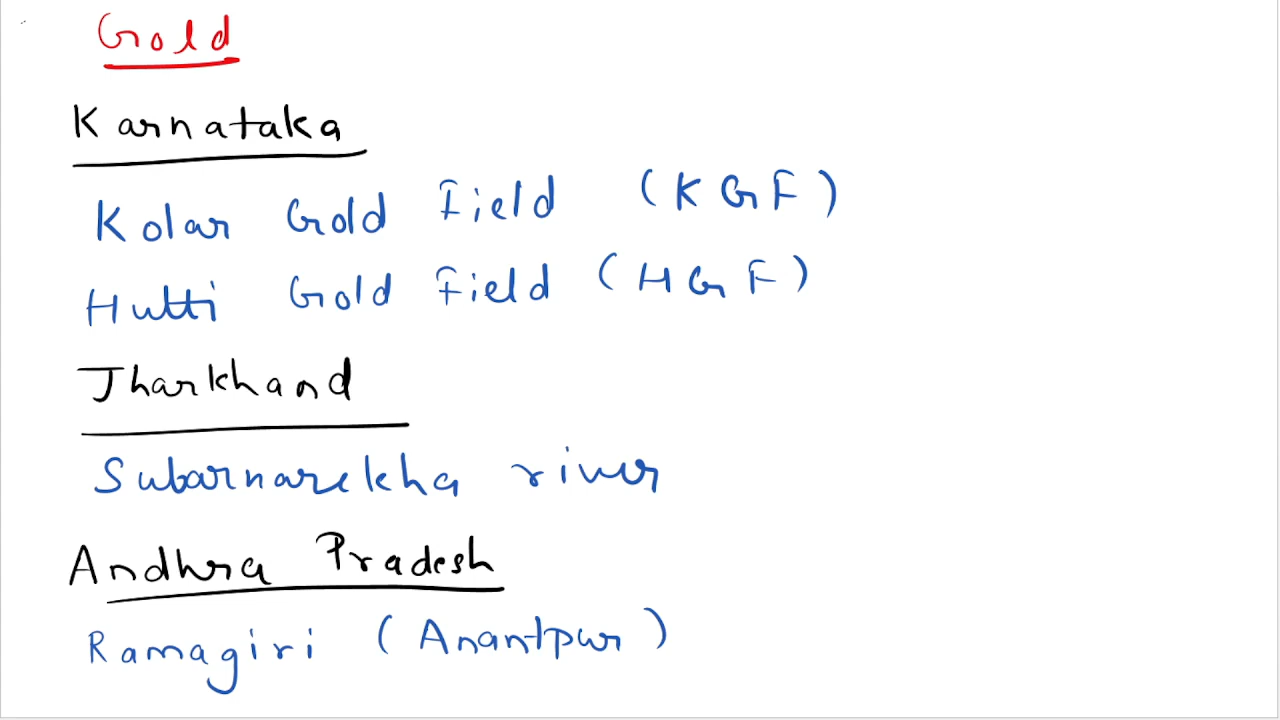 Gold
Karnataka
Kolar Gold Field (KGF)
Hutti Gold Field (HGF)
Jharkhand
Subarnarekha river
Andhra Pradesh
Ramagiri (Anantpur)